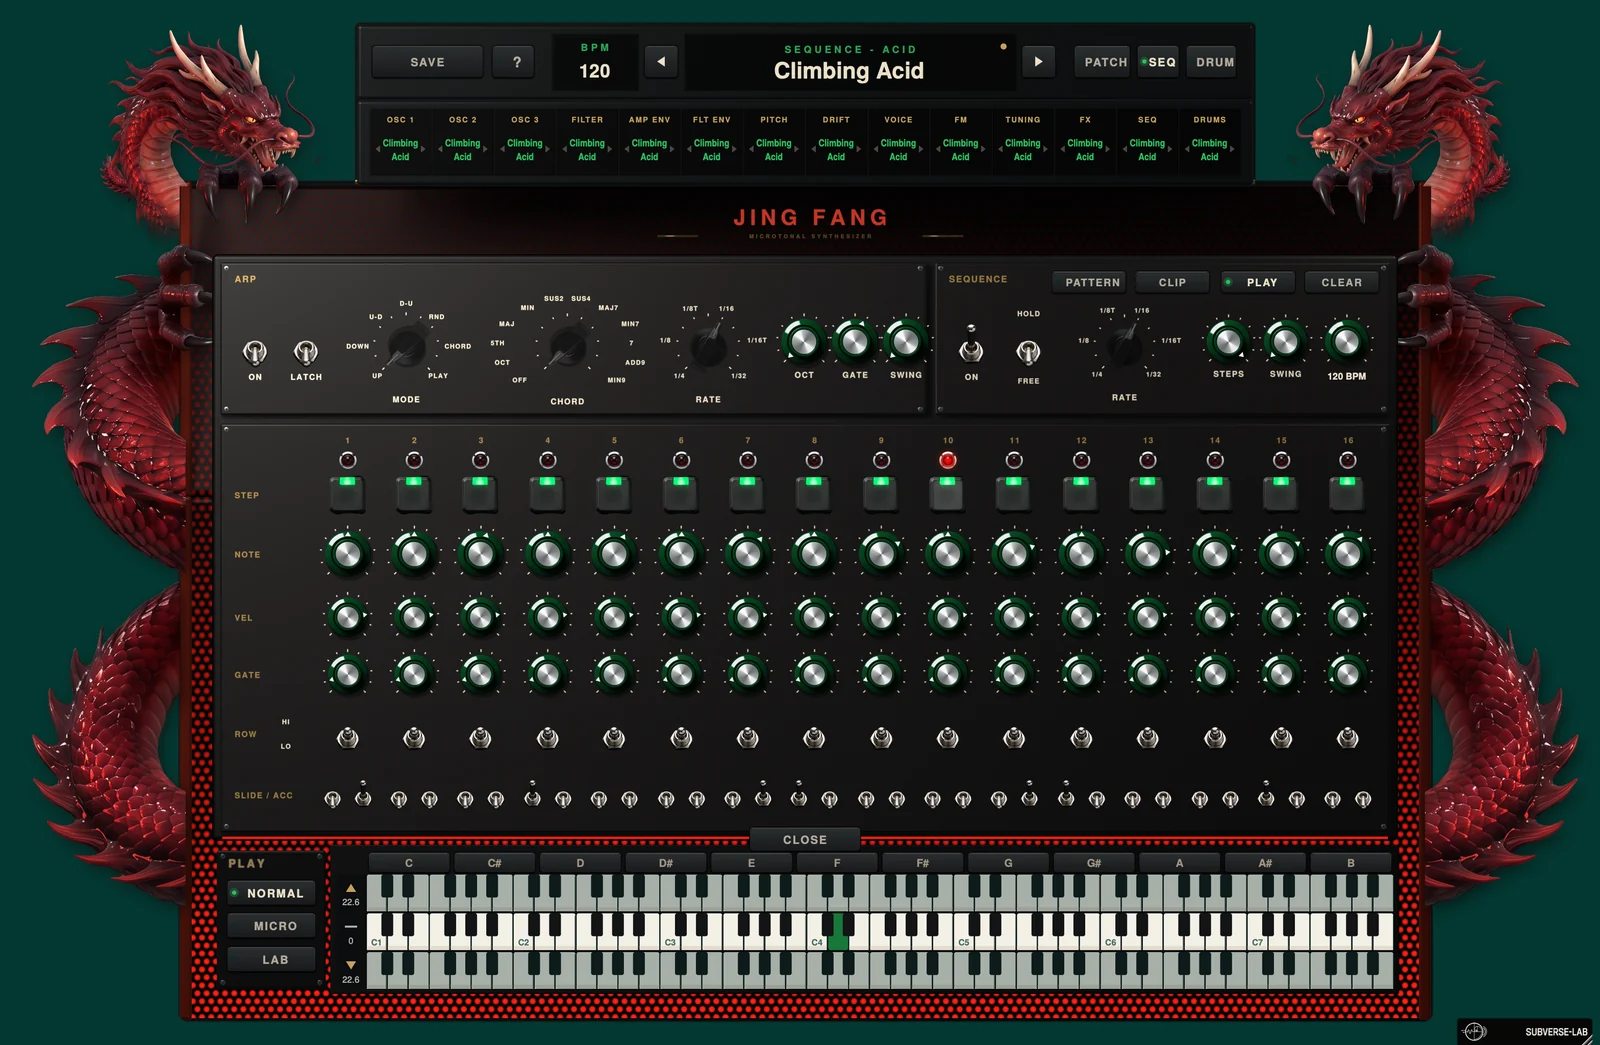 SAVE
?
BPM
120
SEQUENCE - ACID
Climbing Acid
PATCH
SEQ
DRUM
OSC 1 OSC 2 OSC 3 FILTER AMP ENV FLT ENV PITCH DRIFT VOICE FM TUNING FX SEQ DRUMS
Climbing Climbing Climbing Climbing Climbing Climbing Climbing Climbing Climbing Climbing Climbing Climbing Climbing Climbing
Acid Acid Acid Acid Acid Acid Acid Acid Acid Acid Acid Acid Acid Acid
JING FANG
MICROTONAL SYNTHESIZER
ARP
ON
LATCH
UP
DOWN
U-D
D-U
RND
CHORD
PLAY
MODE
OFF
OCT
5TH
MAJ
MIN
SUS2
SUS4
MAJ7
MIN7
7
ADD9
MIN9
CHORD
1/4
1/8
1/8T
1/16
1/16T
1/32
RATE
OCT
GATE
SWING
SEQUENCE
PATTERN
CLIP
PLAY
CLEAR
ON
HOLD
FREE
1/4
1/8
1/8T
1/16
1/16T
1/32
RATE
STEPS
SWING
120 BPM
1 2 3 4 5 6 7 8 9 10 11 12 13 14 15 16
STEP
NOTE
VEL
GATE
ROW
HI
LO
SLIDE / ACC
CLOSE
PLAY
NORMAL
MICRO
LAB
C C# D D# E F F# G G# A A# B
22.6
0
22.6
C1 C2 C3 C4 C5 C6 C7
SUBVERSE-LAB